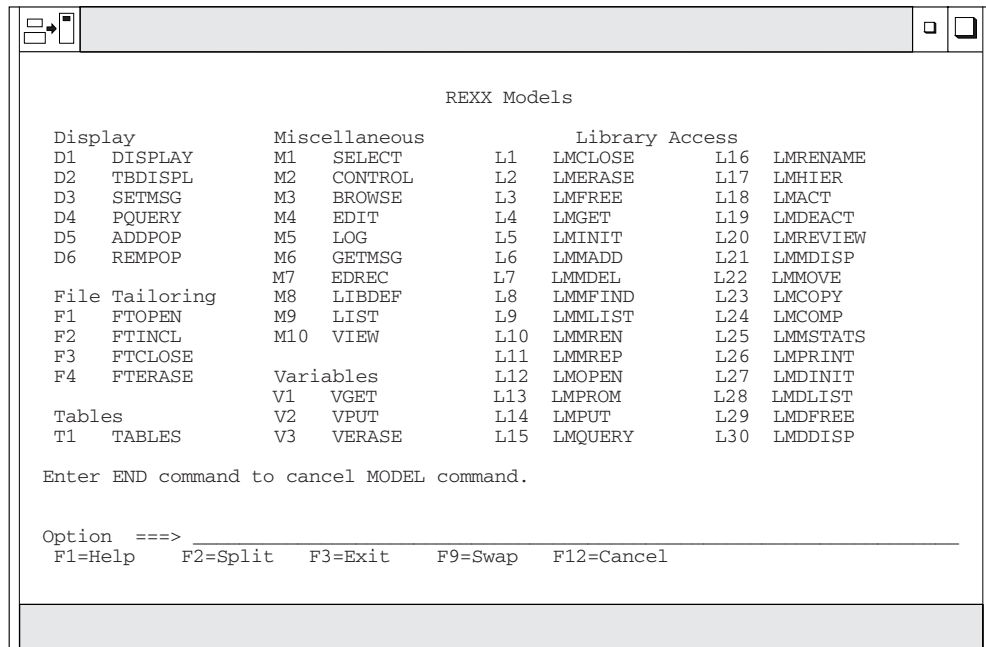 REXX Models
Display Miscellaneous Library Access
D1 DISPLAY M1 SELECT L1 LMCLOSE L16 LMRENAME
D2 TBDISPL M2 CONTROL L2 LMERASE L17 LMHIER
D3 SETMSG M3 BROWSE L3 LMFREE L18 LMACT
D4 PQUERY M4 EDIT L4 LMGET L19 LMDEACT
D5 ADDPOP M5 LOG L5 LMINIT L20 LMREVIEW
D6 REMPOP M6 GETMSG L6 LMMADD L21 LMMDISP
M7 EDREC L7 LMMDEL L22 LMMOVE
File Tailoring M8 LIBDEF L8 LMMFIND L23 LMCOPY
F1 FTOPEN M9 LIST L9 LMMLIST L24 LMCOMP
F2 FTINCL M10 VIEW L10 LMMREN L25 LMMSTATS
F3 FTCLOSE L11 LMMREP L26 LMPRINT
F4 FTERASE Variables L12 LMOPEN L27 LMDINIT
V1 VGET L13 LMPROM L28 LMDLIST
Tables V2 VPUT L14 LMPUT L29 LMDFREE
T1 TABLES V3 VERASE L15 LMQUERY L30 LMDDISP
Enter END command to cancel MODEL command.
Option ===> ________________________________________________________________
F1=Help F2=Split F3=Exit F9=Swap F12=Cancel